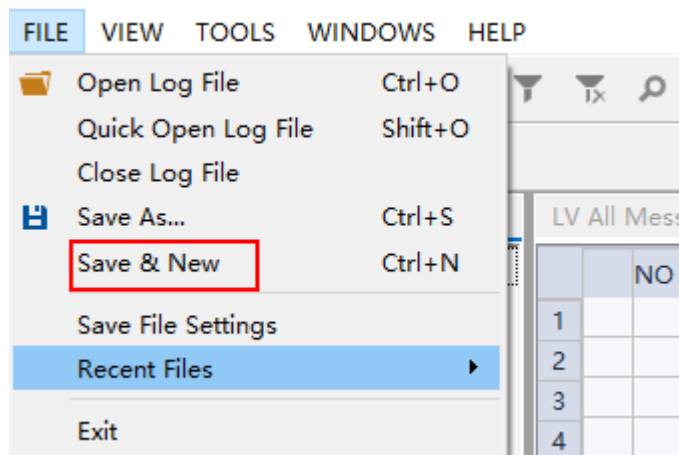 FILE VIEW TOOLS WINDOWS HELP
Open Log File Ctrl+O
Quick Open Log File Shift+O
Close Log File
Save As... Ctrl+S
Save & New Ctrl+N
Save File Settings
Recent Files
Exit
LV All Mess
NO
1
2
3
4